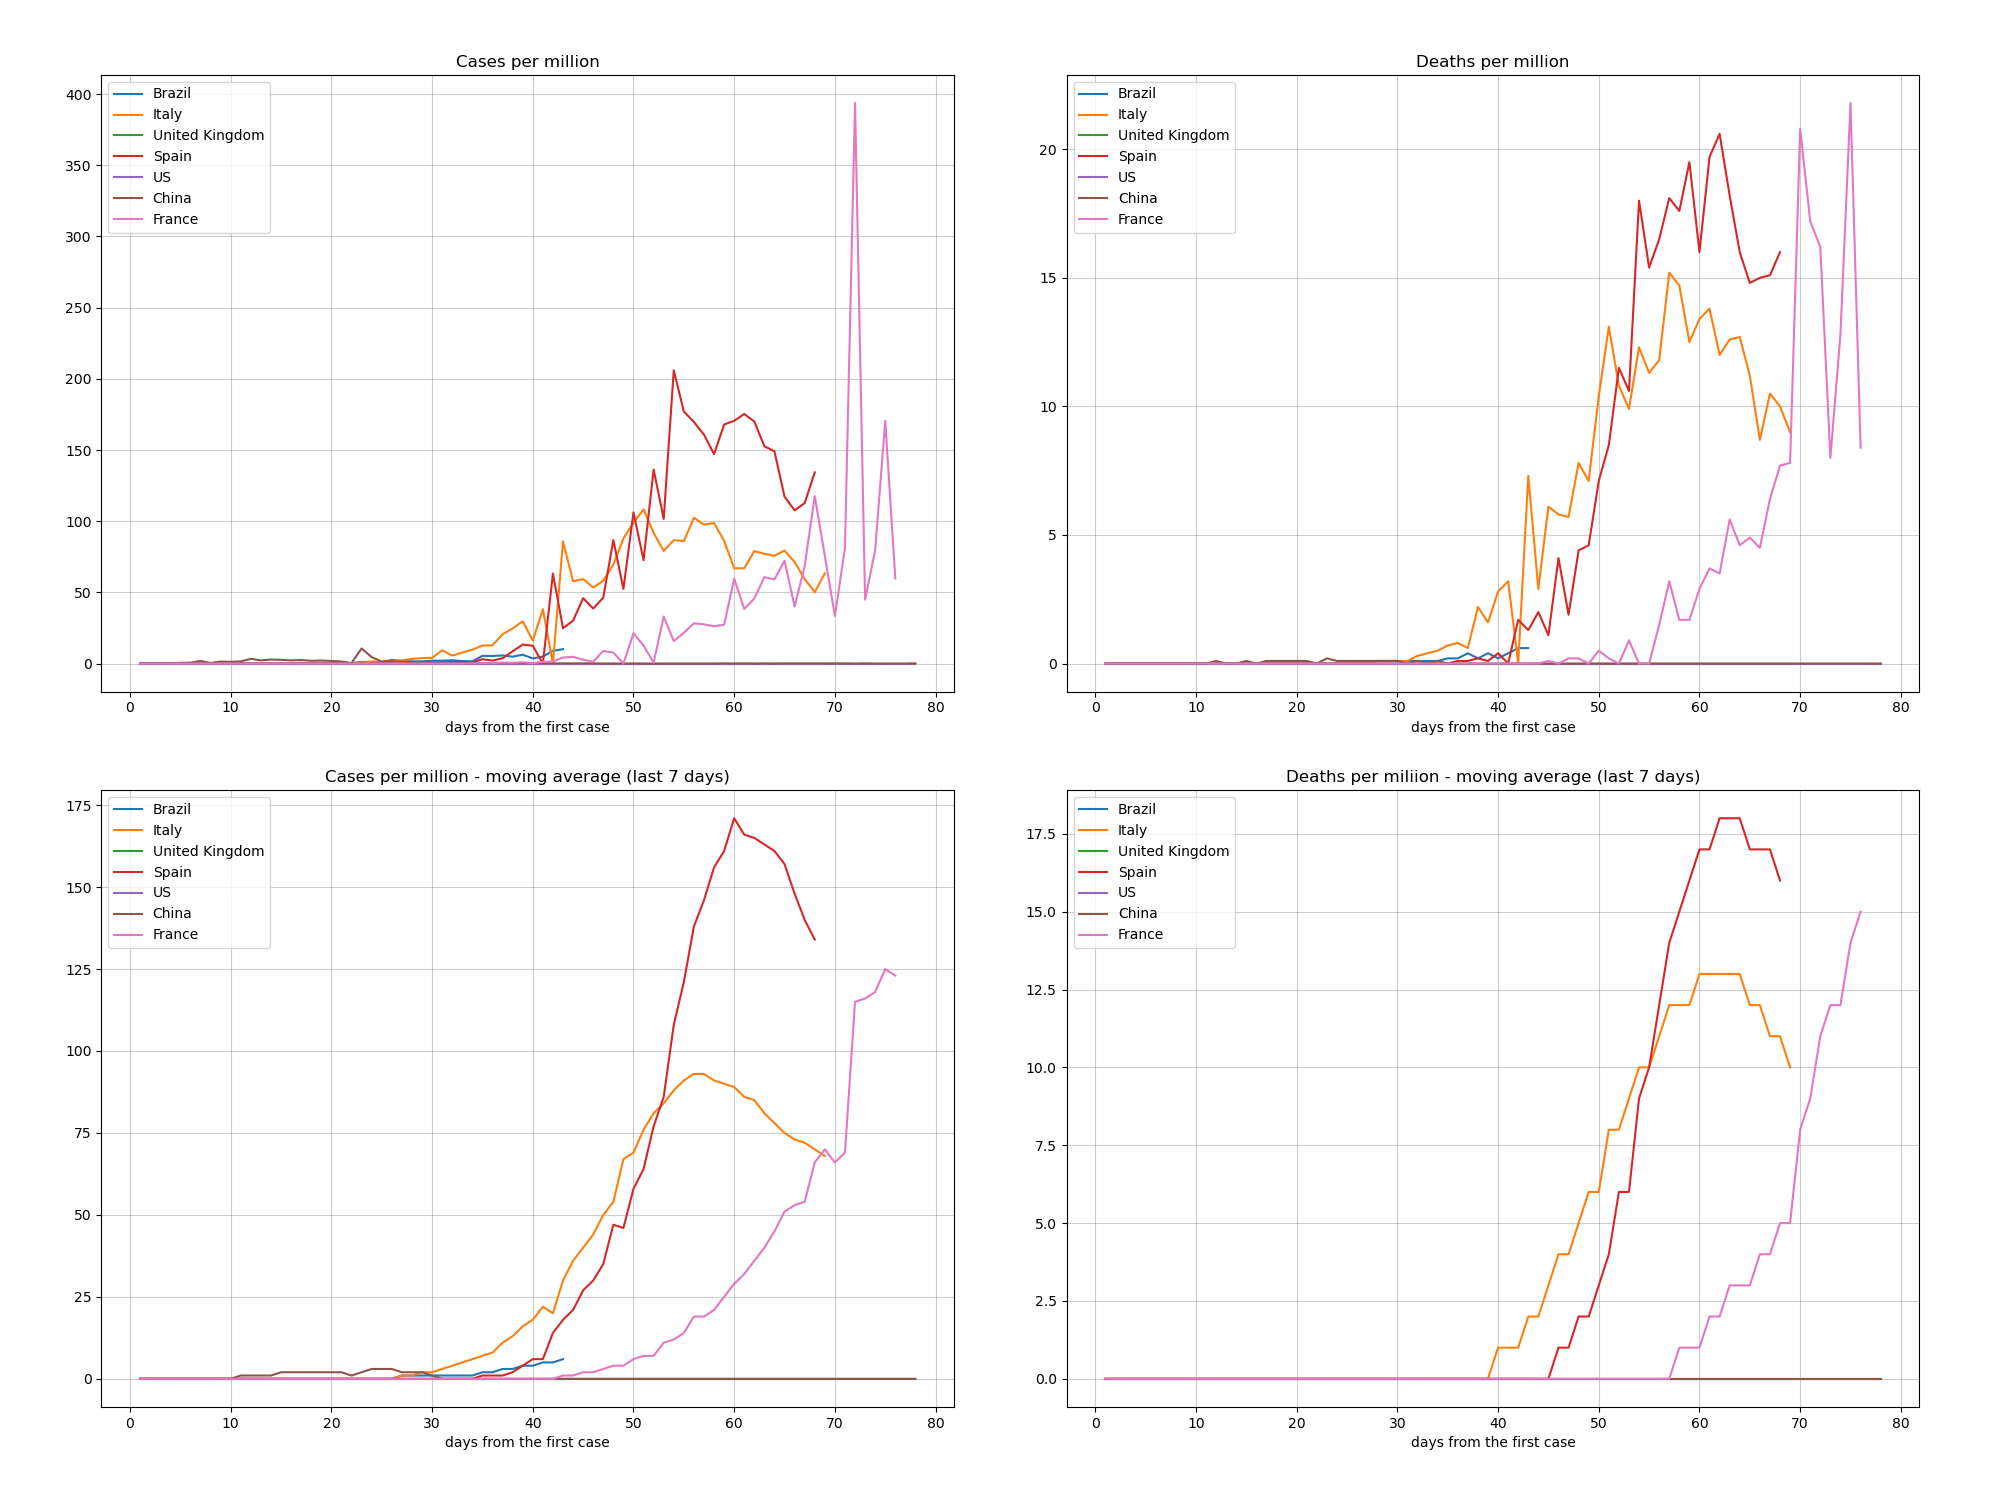 Cases per million
400
350
300
250
200
150
100
50
0
Brazil
Italy
United Kingdom
Spain
US
China
France
0 10 20 30 40 50 60 70 80
days from the first case
Deaths per million
20
15
10
5
0
Brazil
Italy
United Kingdom
Spain
US
China
France
0 10 20 30 40 50 60 70 80
days from the first case
Cases per million - moving average (last 7 days)
175
150
125
100
75
50
25
0
Brazil
Italy
United Kingdom
Spain
US
China
France
0 10 20 30 40 50 60 70 80
days from the first case
Deaths per miliion - moving average (last 7 days)
17.5
15.0
12.5
10.0
7.5
5.0
2.5
0.0
Brazil
Italy
United Kingdom
Spain
US
China
France
0 10 20 30 40 50 60 70 80
days from the first case